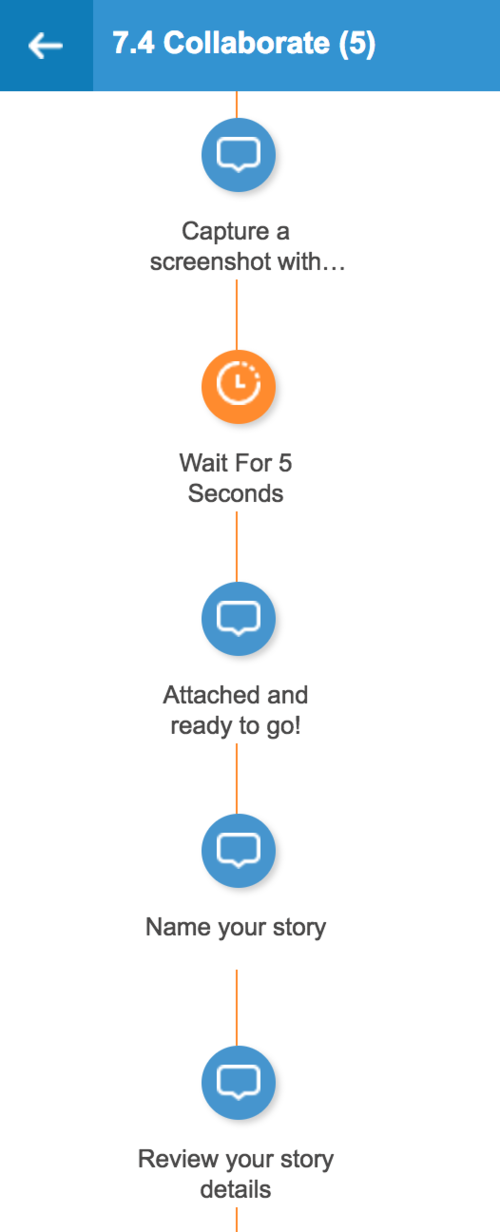 7.4 Collaborate (5)
Capture a
screenshot with…
Wait For 5
Seconds
Attached and
ready to go!
Name your story
Review your story
details